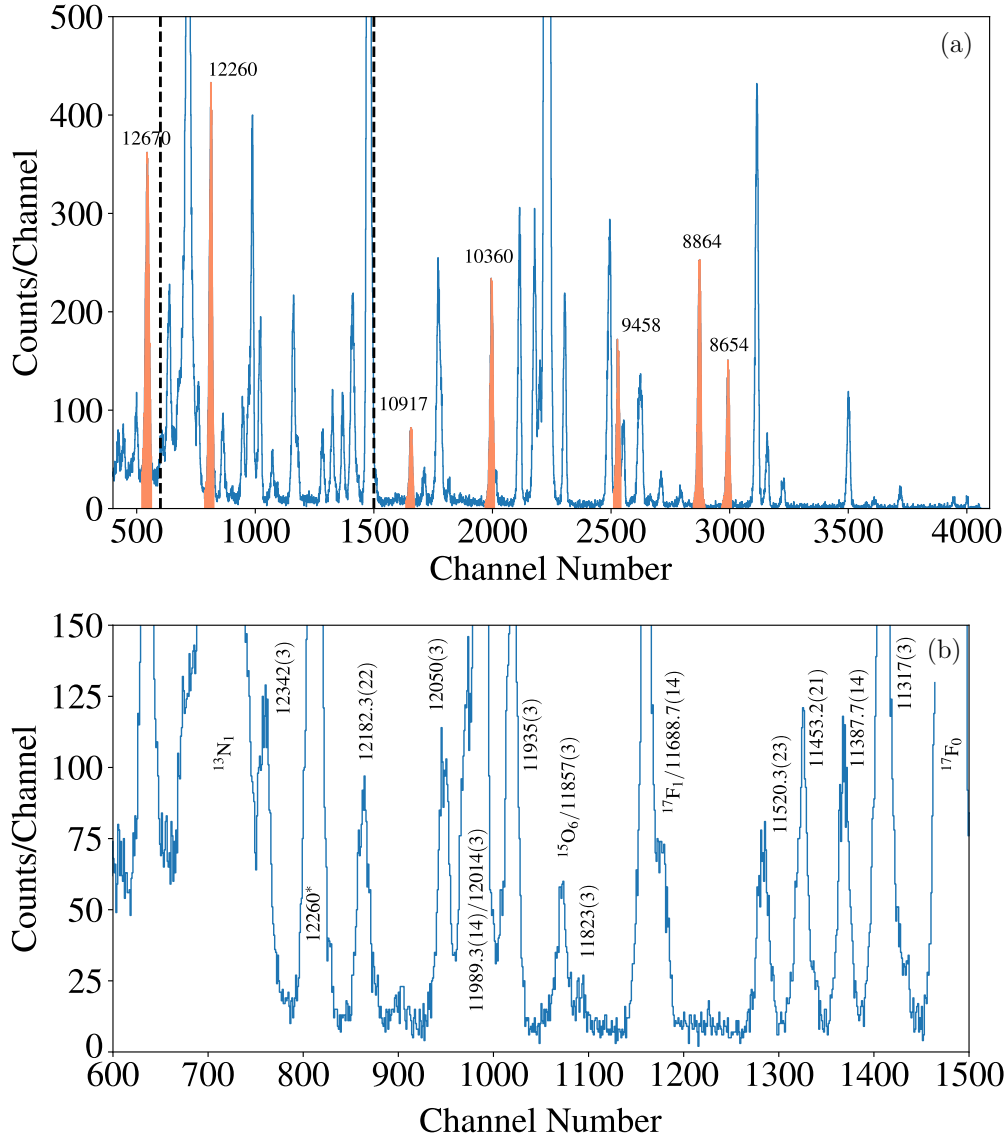 (a)
500
400
300
200
100
0
Counts/Channel
12670
12260
10917
10360
9458
8864
8654
500 1000 1500 2000 2500 3000 3500 4000
Channel Number
(b)
150
125
100
75
50
25
0
Counts/Channel
¹³N₁
12342(3)
12260*
12182.3(22)
12050(3)
11989.3(14)/12014(3)
11935(3)
¹⁵O₆/11857(3)
11823(3)
¹⁷F₁/11688.7(14)
11520.3(23)
11453.2(21)
11387.7(14)
11317(3)
¹⁷F₀
600 700 800 900 1000 1100 1200 1300 1400 1500
Channel Number